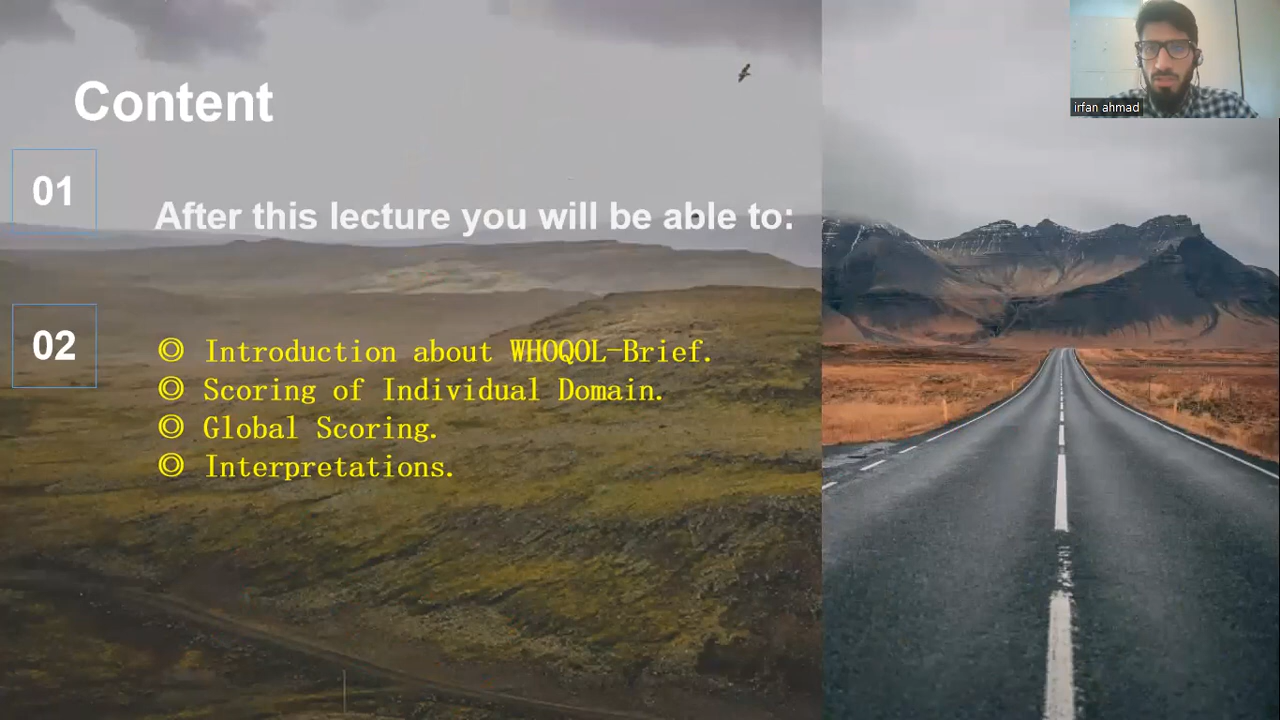 Content
irfan ahmad
01
After this lecture you will be able to:
02
◎ Introduction about WHOQOL-Brief.
◎ Scoring of Individual Domain.
◎ Global Scoring.
◎ Interpretations.